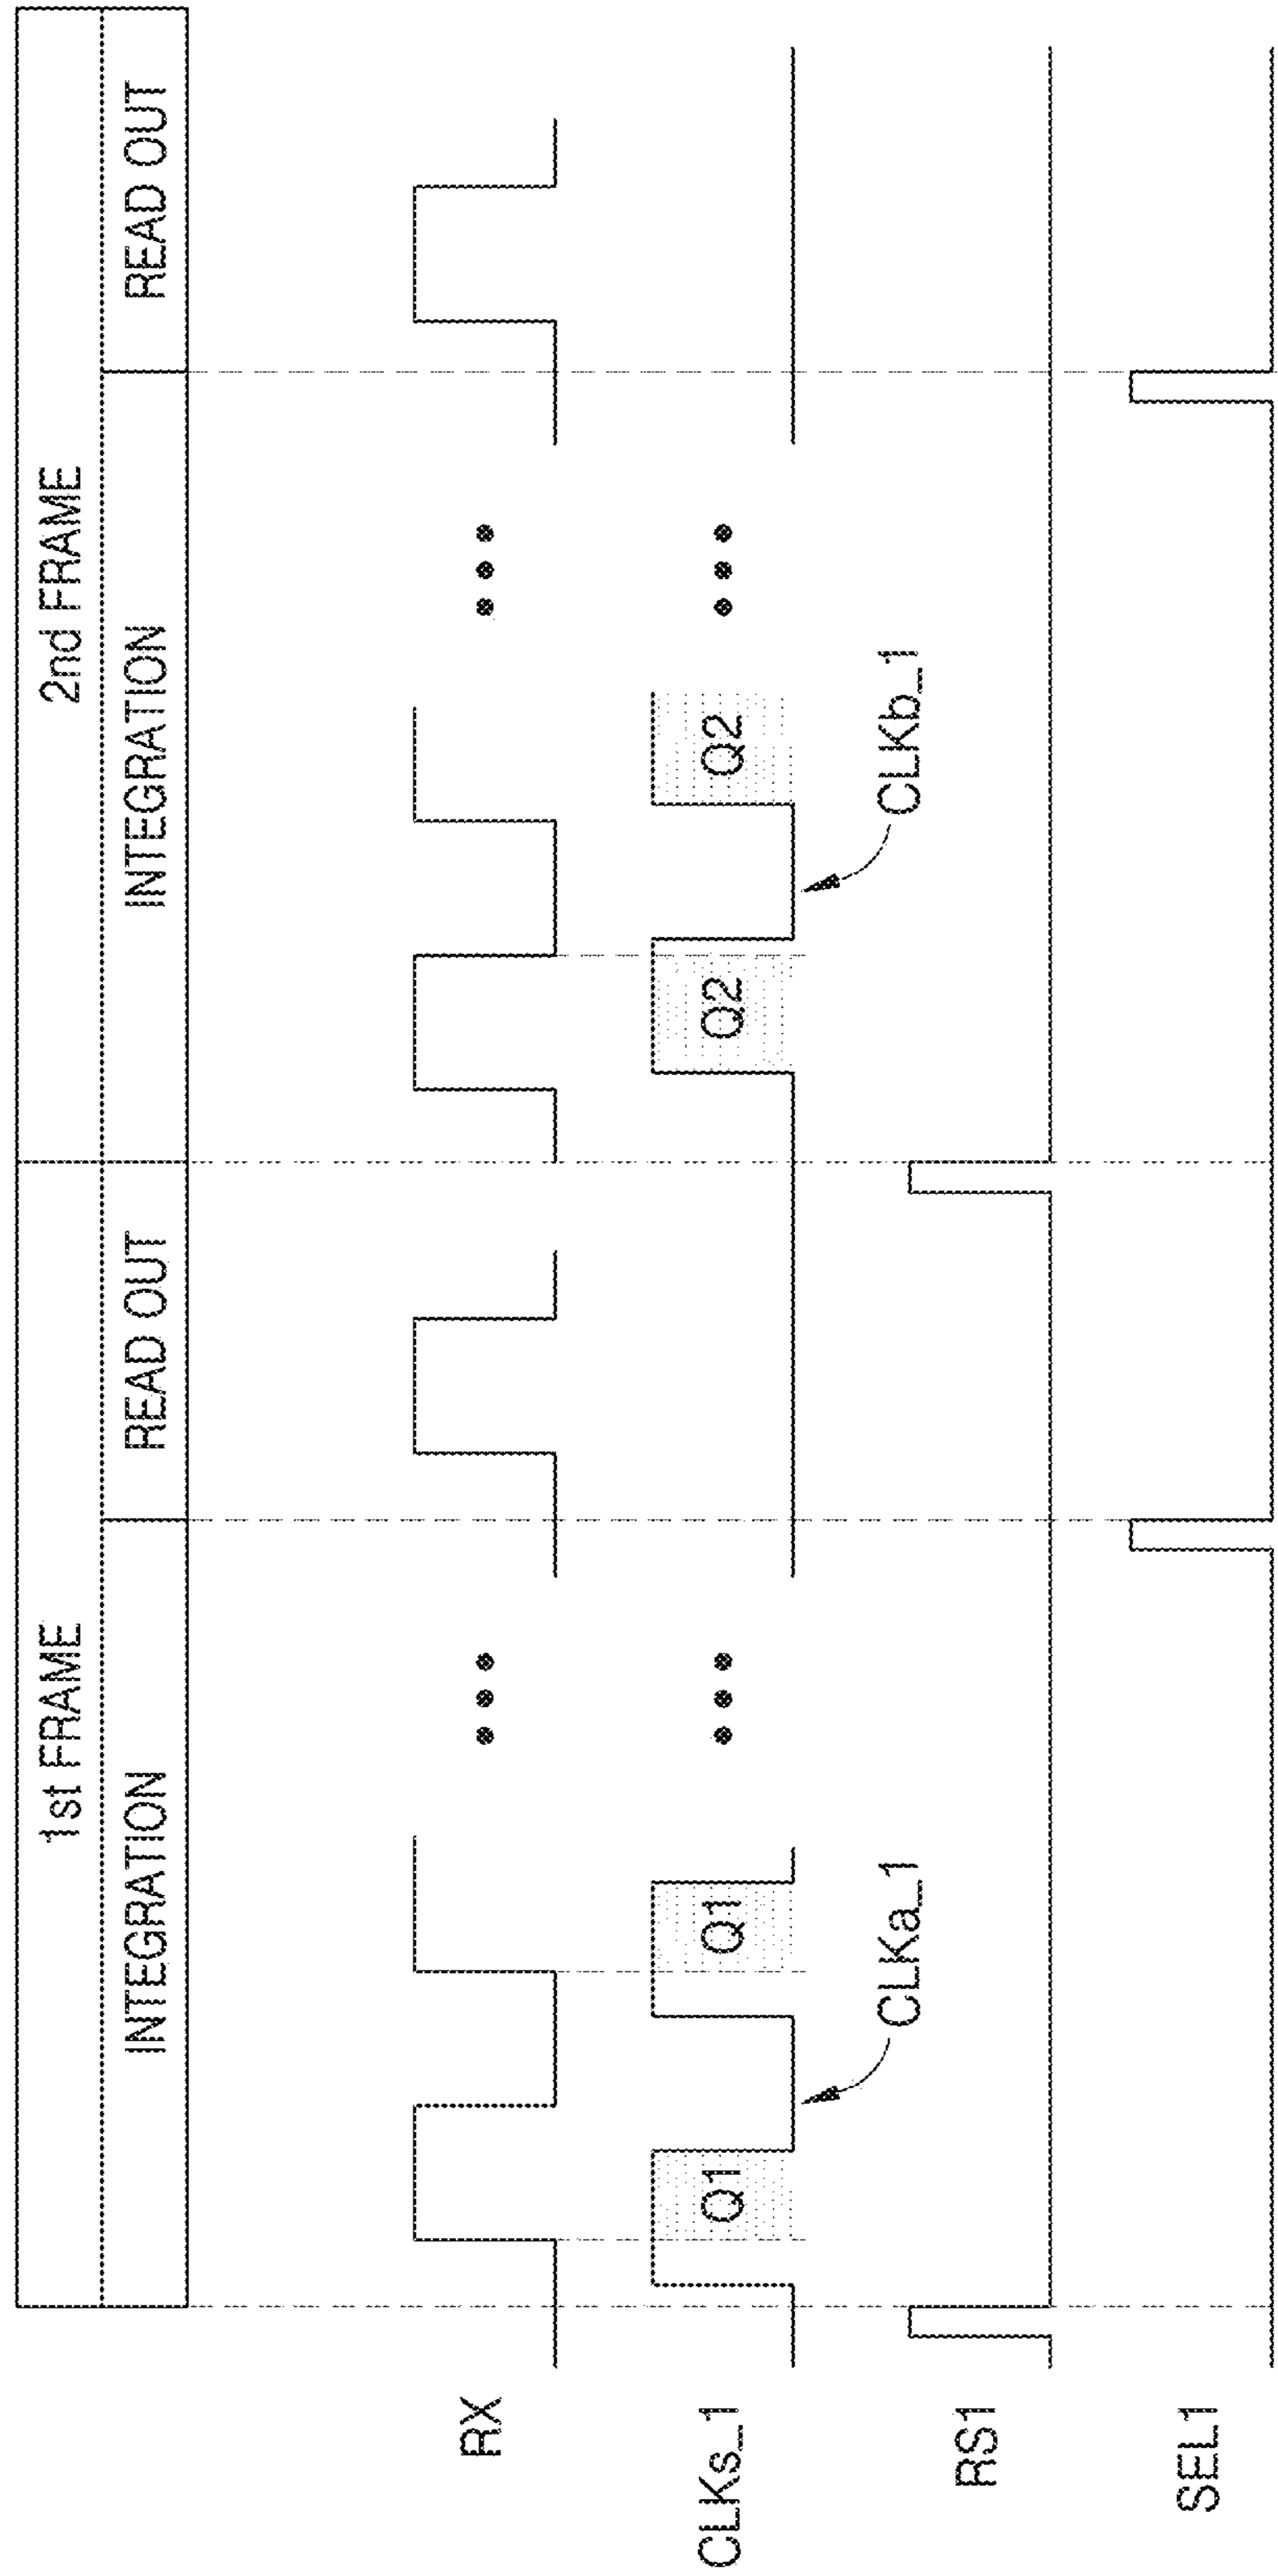 1st FRAME
2nd FRAME
INTEGRATION
READ OUT
INTEGRATION
READ OUT
RX
CLKs_1
Q1
Q1
Q2
Q2
CLKa_1
CLKb_1
RS1
SEL1